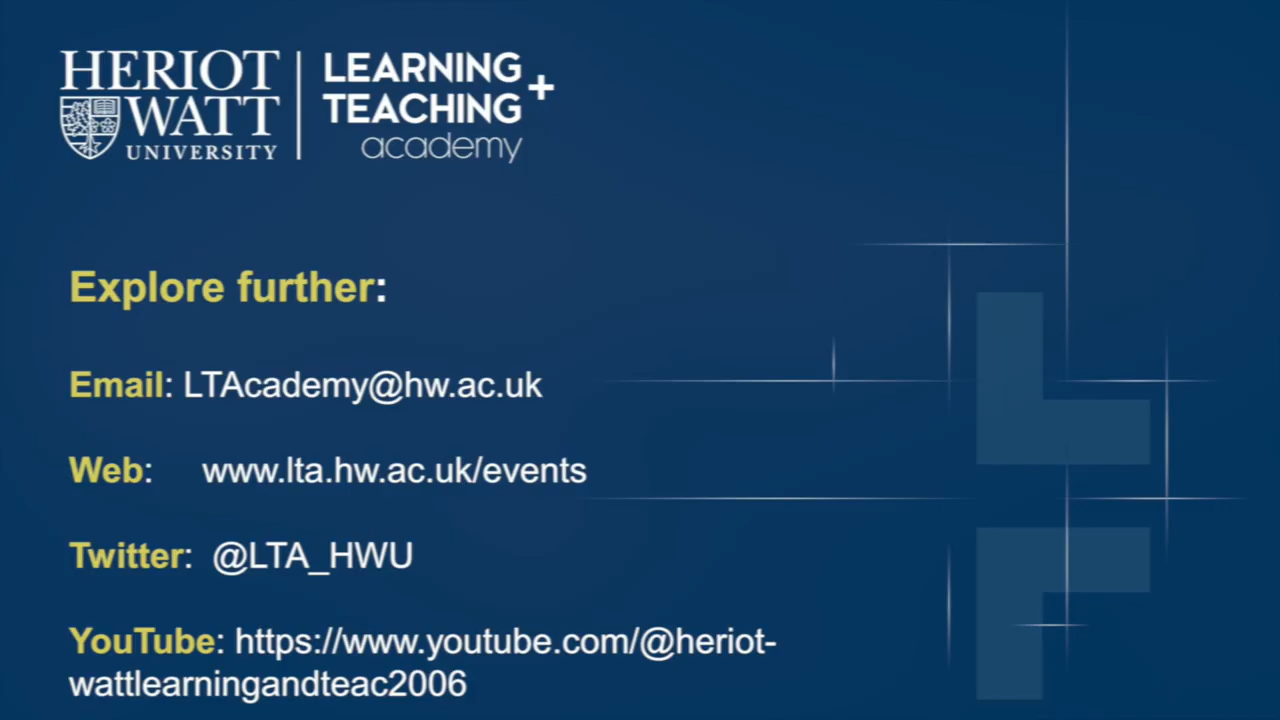 HERIOT
WATT
UNIVERSITY
LEARNING +
TEACHING
academy
Explore further:
Email: LTAcademy@hw.ac.uk
Web: www.lta.hw.ac.uk/events
Twitter: @LTA_HWU
YouTube: https://www.youtube.com/@heriot-
wattlearningandteac2006